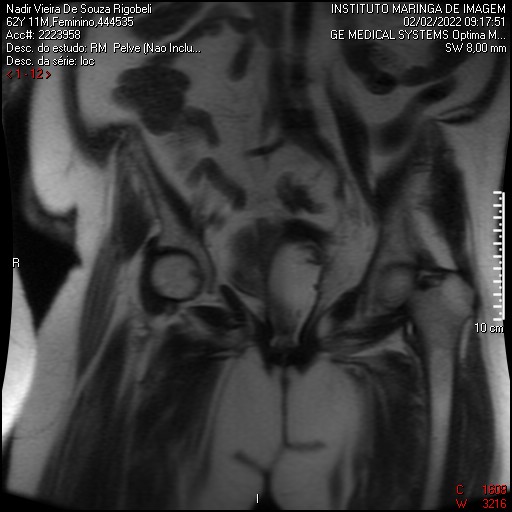 Nadir Vieira De Souza Rigobeli
62Y 11M,Feminino,444535
Acc#: 2223958
Desc. do estudo: RM  Pelve (Nao Inclu...
Desc. da série: loc
< 1 - 12 >
INSTITUTO MARINGA DE IMAGEM
02/02/2022 09:17:51
GE MEDICAL SYSTEMS Optima M...
SW 8,00 mm
R
10 cm
I
C 1609
W 3216